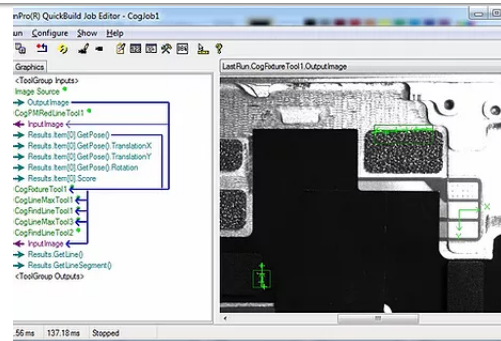 nPro(R) QuickBuild Job Editor - CogJob1
un Configure Show Help
Graphics
LastRun.CogFixtureTool1.OutputImage
<ToolGroup Inputs>
Image Source
OutputImage
CogPMRedLineTool1
InputImage
Results.Item[0].GetPose()
Results.Item[0].GetPose().TranslationX
Results.Item[0].GetPose().TranslationY
Results.Item[0].GetPose().Rotation
Results.Item[0].Score
CogFixtureTool1
CogLineMaxTool1
CogFindLineTool1
CogLineMaxTool3
CogFindLineTool2
InputImage
Results.GetLine()
Results.GetLineSegment()
<ToolGroup Outputs>
.56 ms 137.18 ms Stopped